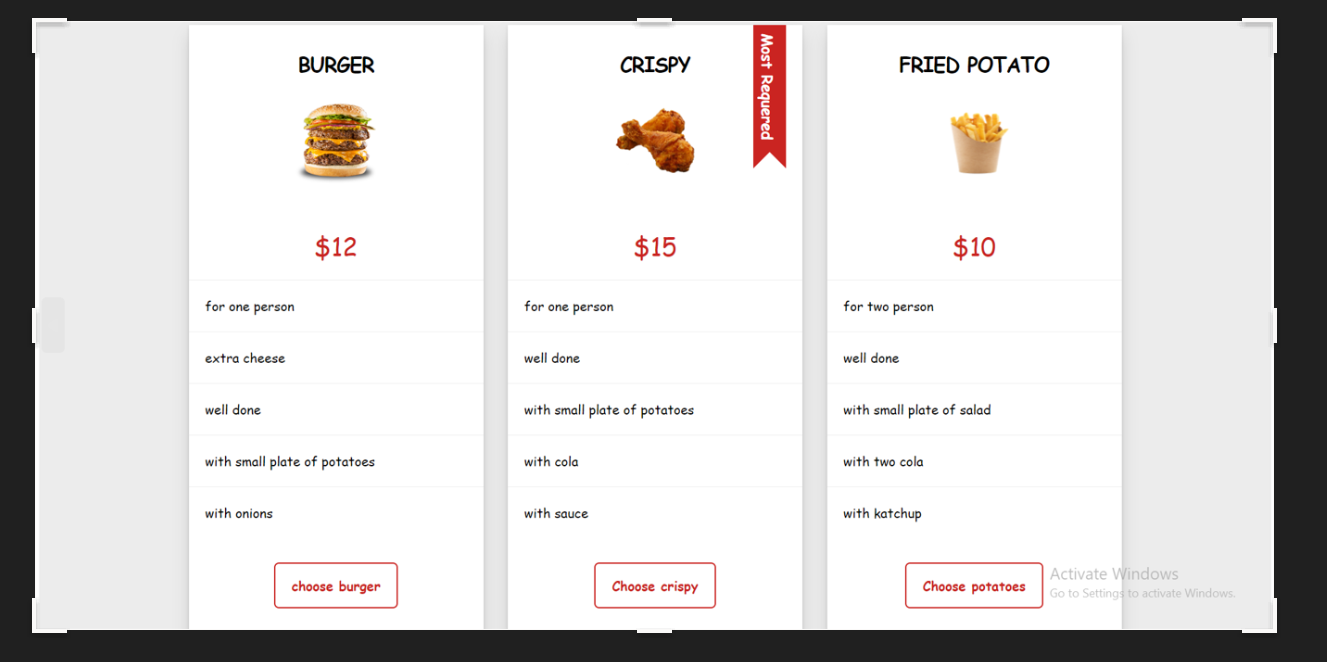 BURGER
$12
for one person
extra cheese
well done
with small plate of potatoes
with onions
choose burger
CRISPY
Most Requered
$15
for one person
well done
with small plate of potatoes
with cola
with sauce
Choose crispy
FRIED POTATO
$10
for two person
well done
with small plate of salad
with two cola
with katchup
Choose potatoes
Activate Windows
Go to Settings to activate Windows.